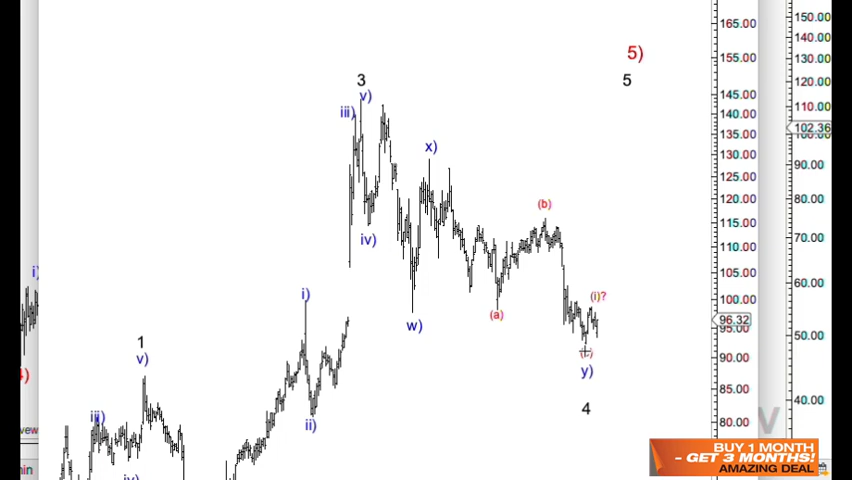 165.00
155.00
145.00
140.00
135.00
130.00
125.00
120.00
115.00
110.00
105.00
100.00
96.32
95.00
90.00
85.00
80.00
150.00
140.00
130.00
120.00
110.00
102.36
90.00
80.00
70.00
60.00
50.00
40.00
5)
5
3
v)
iii)
x)
iv)
(b)
i)
i)
(i)?
(a)
w)
1
v)
y)
4
iii)
ii)
iv)
BUY 1 MONTH
- GET 3 MONTHS!
AMAZING DEAL